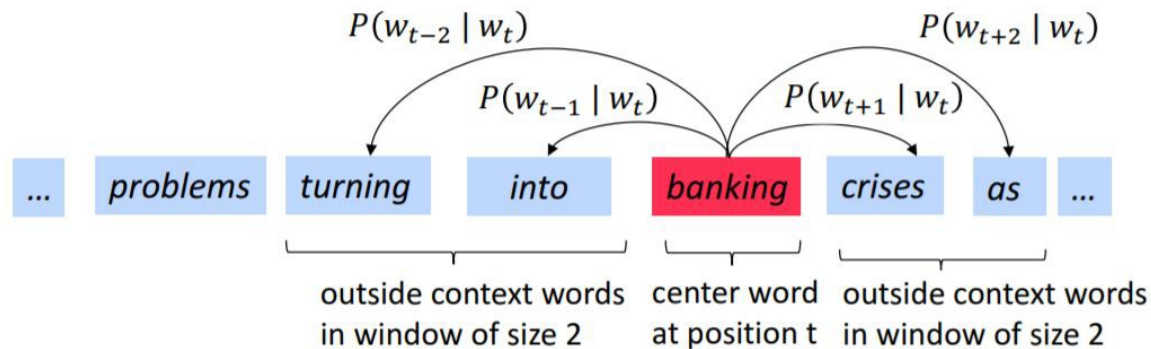 P(w_{t−2} | w_t) P(w_{t+2} | w_t)
P(w_{t−1} | w_t) P(w_{t+1} | w_t)
... problems turning into banking crises as ...
outside context words center word outside context words
in window of size 2 at position t in window of size 2